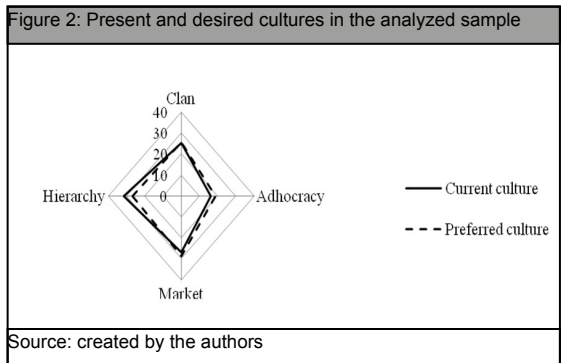 Figure 2: Present and desired cultures in the analyzed sample
Clan
40
30
20
10
0
Hierarchy
Adhocracy
Market
Current culture
Preferred culture
Source: created by the authors